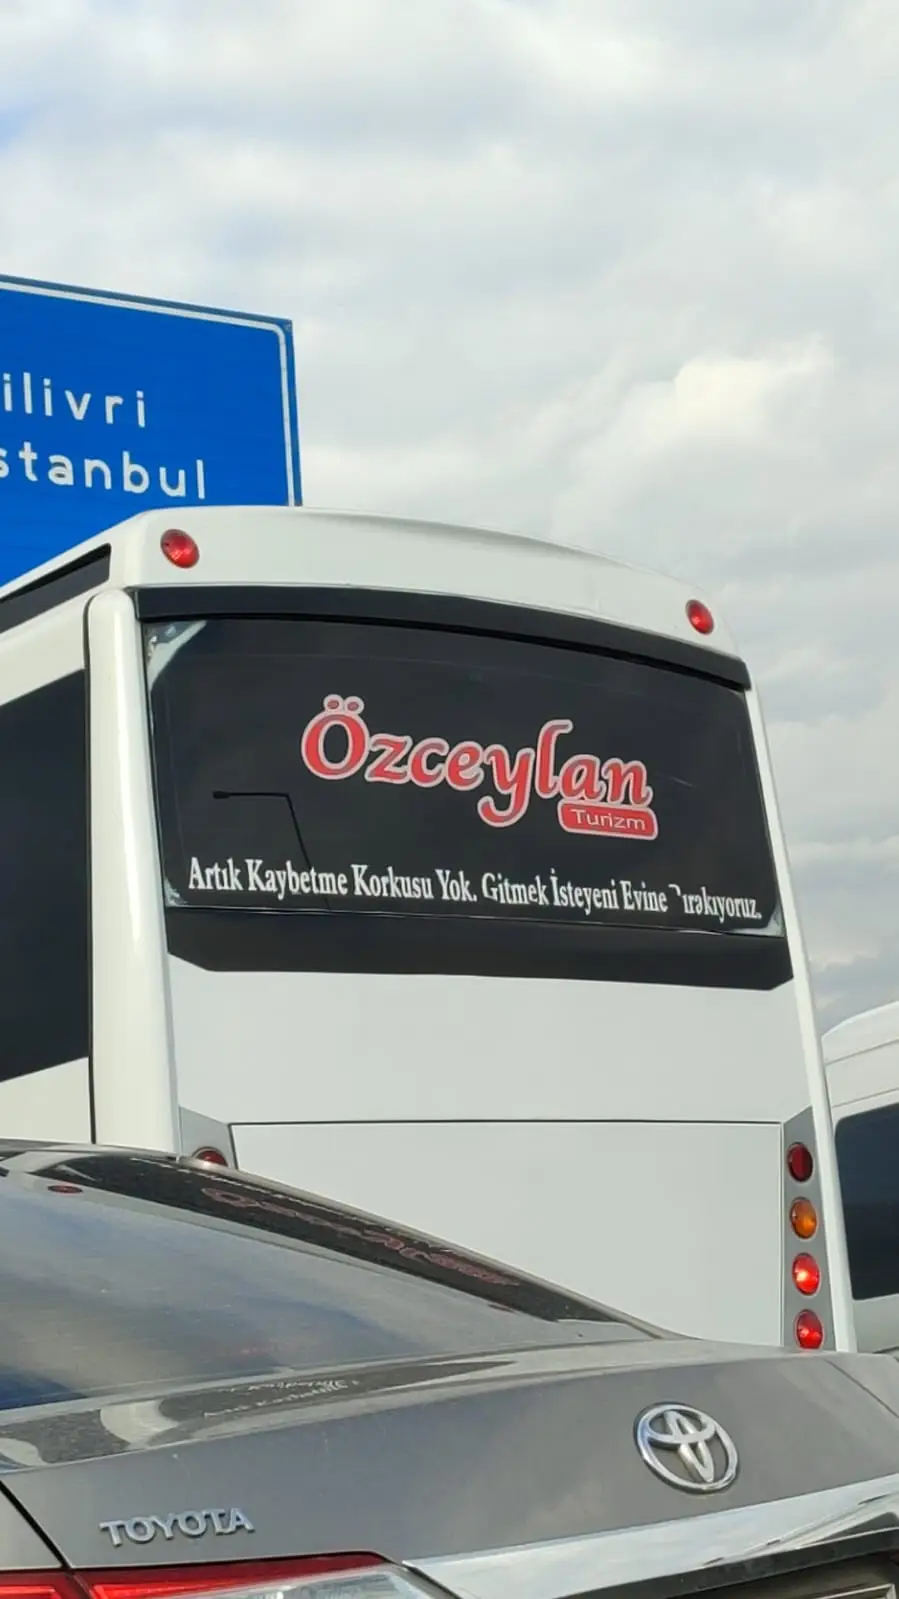 ilivri
stanbul
Özceylan
Turizm
Artık Kaybetme Korkusu Yok. Gitmek İsteyeni Evine
TOYOTA